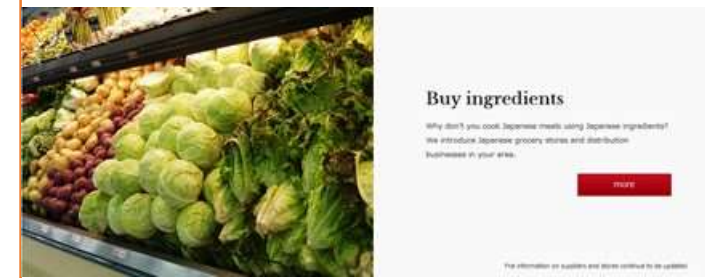 Buy ingredients
Why don't you cook Japanese meals using Japanese ingredients?
We introduce Japanese grocery stores and distribution
businesses in your area.
more
The information on suppliers and stores continue to be updated